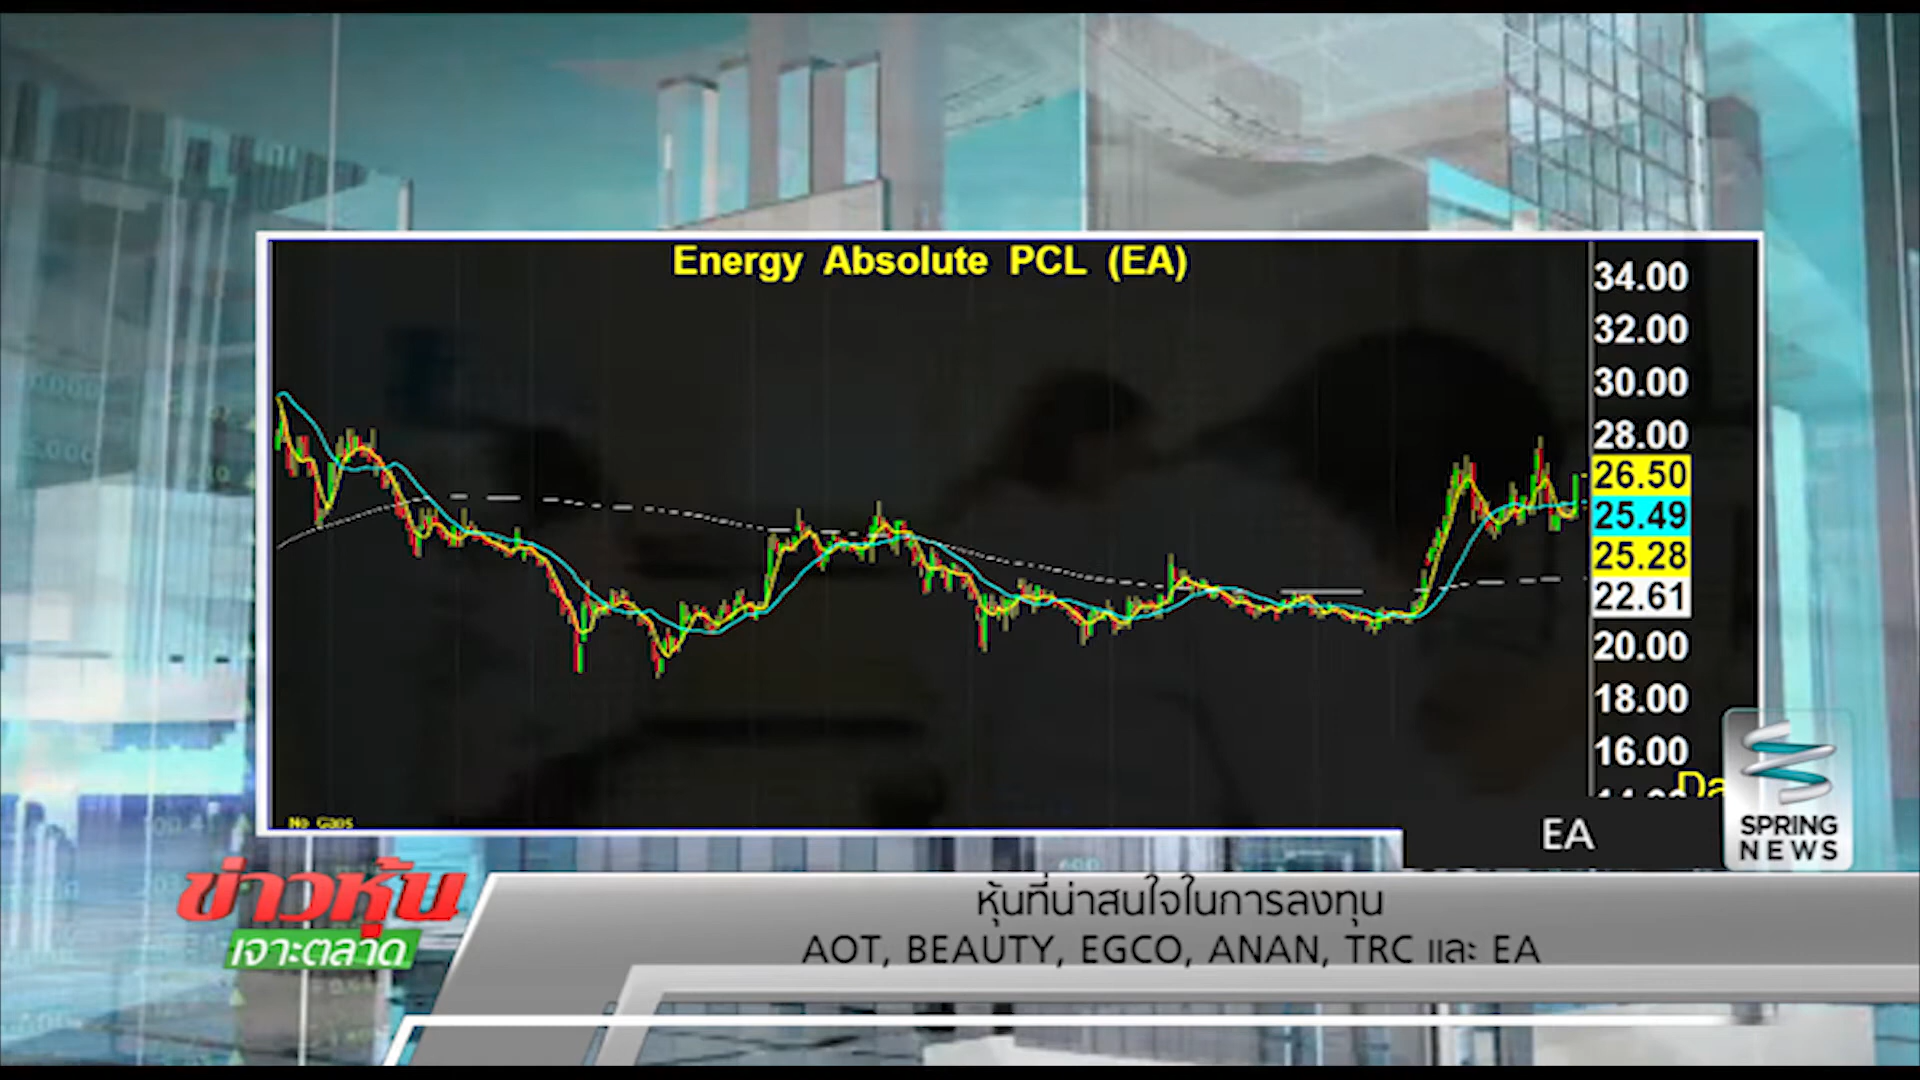 Energy Absolute PCL (EA)
34.00
32.00
30.00
28.00
26.50
25.49
25.28
22.61
20.00
18.00
16.00
Da
No Gaps
EA
SPRING
NEWS
ข่าวหุ้น
เจาะตลาด
หุ้นที่น่าสนใจในการลงทุน
AOT, BEAUTY, EGCO, ANAN, TRC และ EA